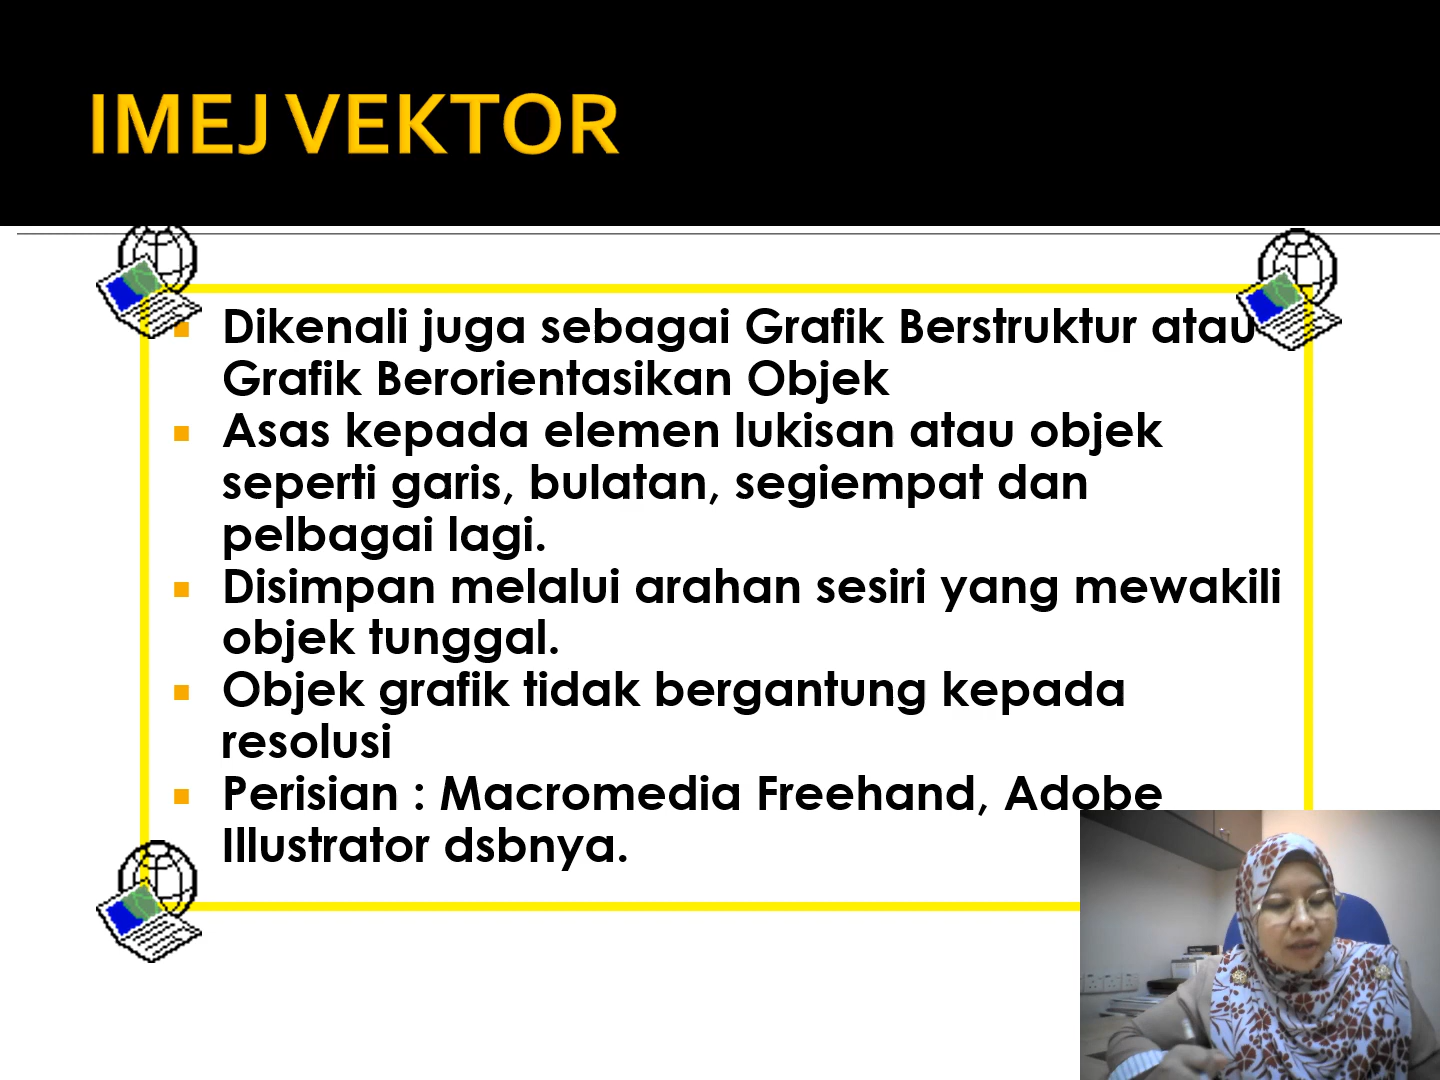 IMEJ VEKTOR
Dikenali juga sebagai Grafik Berstruktur atau
Grafik Berorientasikan Objek
Asas kepada elemen lukisan atau objek
seperti garis, bulatan, segiempat dan
pelbagai lagi.
Disimpan melalui arahan sesiri yang mewakili
objek tunggal.
Objek grafik tidak bergantung kepada
resolusi
Perisian : Macromedia Freehand, Adobe
Illustrator dsbnya.